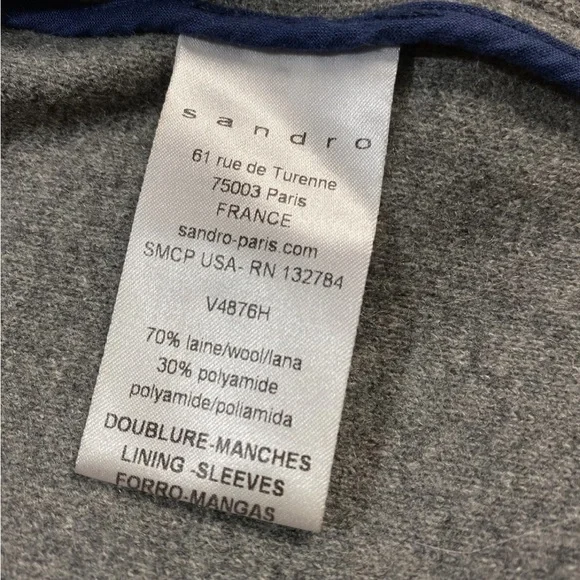 sandro
61 rue de Turenne
75003 Paris
FRANCE
sandro-paris.com
SMCP USA- RN 132784
V4876H
70% laine/wool/lana
30% polyamide
polyamide/poliamida
DOUBLURE-MANCHES
LINING -SLEEVES
FORRO-MANGAS